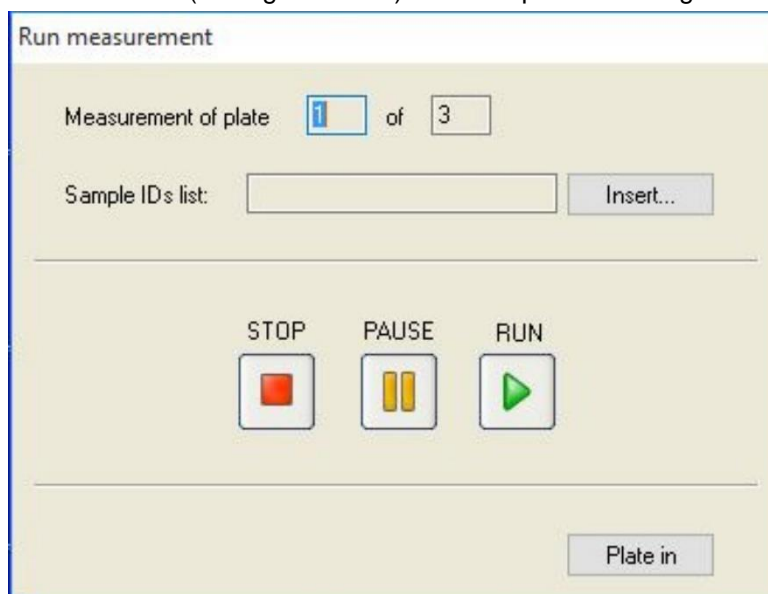 Run measurement
Measurement of plate 1 of 3
Sample IDs list: Insert...
STOP PAUSE RUN
Plate in